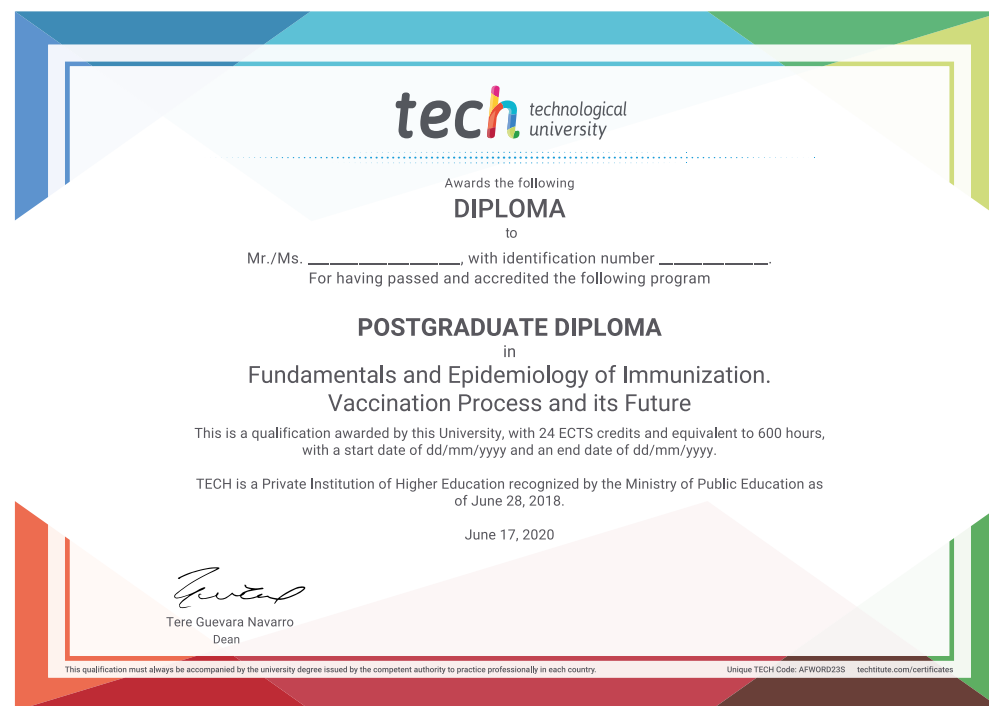 tech technological
university
Awards the following
DIPLOMA
to
Mr./Ms. ____________________, with identification number ______________.
For having passed and accredited the following program
POSTGRADUATE DIPLOMA
in
Fundamentals and Epidemiology of Immunization.
Vaccination Process and its Future
This is a qualification awarded by this University, with 24 ECTS credits and equivalent to 600 hours,
with a start date of dd/mm/yyyy and an end date of dd/mm/yyyy.
TECH is a Private Institution of Higher Education recognized by the Ministry of Public Education as
of June 28, 2018.
June 17, 2020
Tere Guevara Navarro
Dean
This qualification must always be accompanied by the university degree issued by the competent authority to practice professionally in each country.
Unique TECH Code: AFWORD23S techtitute.com/certificates